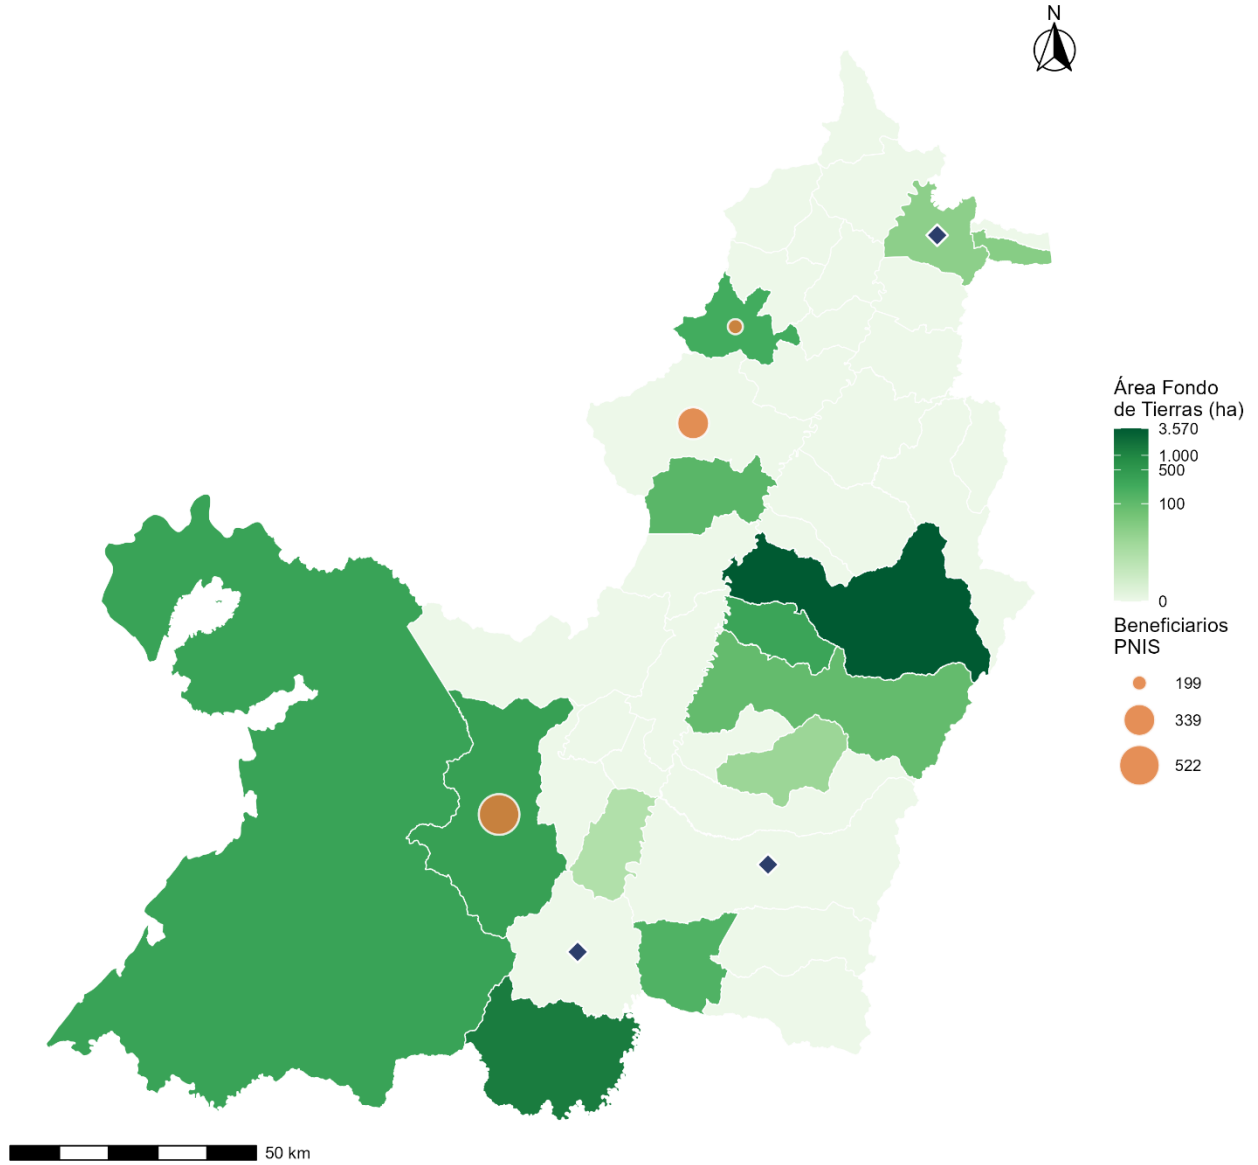 N
Área Fondo
de Tierras (ha)
3.570
1.000
500
100
0
Beneficiarios
PNIS
199
339
522
50 km